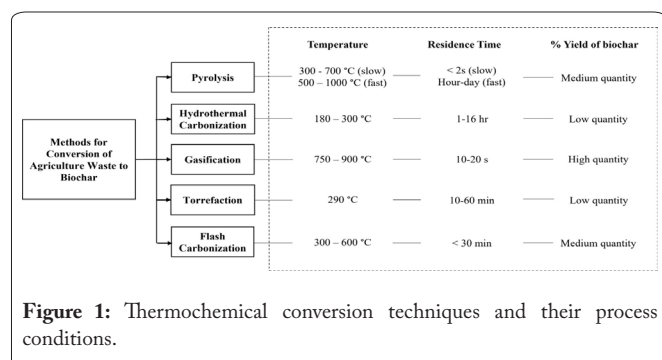 Temperature Residence Time % Yield of biochar
Pyrolysis 300 - 700 °C (slow) < 2s (slow) Medium quantity
500 – 1000 °C (fast) Hour-day (fast)
Hydrothermal
Carbonization 180 – 300 °C 1-16 hr Low quantity
Methods for
Conversion of
Agriculture Waste to
Biochar
Gasification 750 – 900 °C 10-20 s High quantity
Torrefaction 290 °C 10-60 min Low quantity
Flash
Carbonization 300 – 600 °C < 30 min Medium quantity
Figure 1: Thermochemical conversion techniques and their process
conditions.